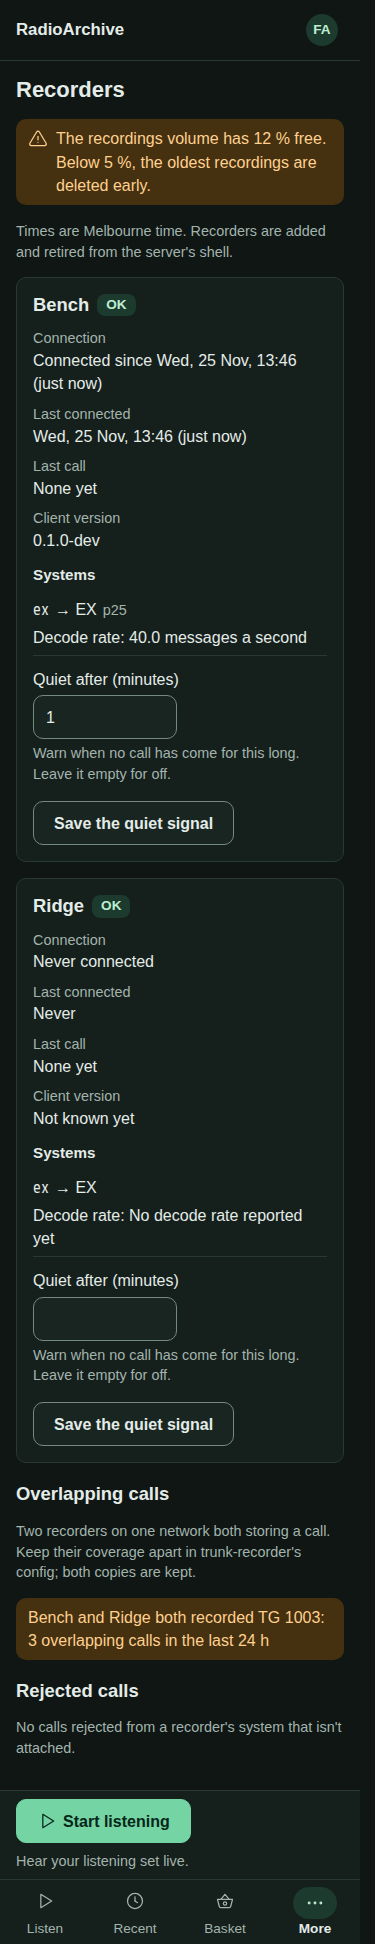 RadioArchive
FA
Recorders
The recordings volume has 12 % free.
Below 5 %, the oldest recordings are
deleted early.
Times are Melbourne time. Recorders are added
and retired from the server's shell.
Bench OK
Connection
Connected since Wed, 25 Nov, 13:46
(just now)
Last connected
Wed, 25 Nov, 13:46 (just now)
Last call
None yet
Client version
0.1.0-dev
Systems
ex → EX p25
Decode rate: 40.0 messages a second
Quiet after (minutes)
1
Warn when no call has come for this long.
Leave it empty for off.
Save the quiet signal
Ridge OK
Connection
Never connected
Last connected
Never
Last call
None yet
Client version
Not known yet
Systems
ex → EX
Decode rate: No decode rate reported
yet
Quiet after (minutes)
Warn when no call has come for this long.
Leave it empty for off.
Save the quiet signal
Overlapping calls
Two recorders on one network both storing a call.
Keep their coverage apart in trunk-recorder's
config; both copies are kept.
Bench and Ridge both recorded TG 1003:
3 overlapping calls in the last 24 h
Rejected calls
No calls rejected from a recorder's system that isn't
attached.
Start listening
Hear your listening set live.
Listen
Recent
Basket
More